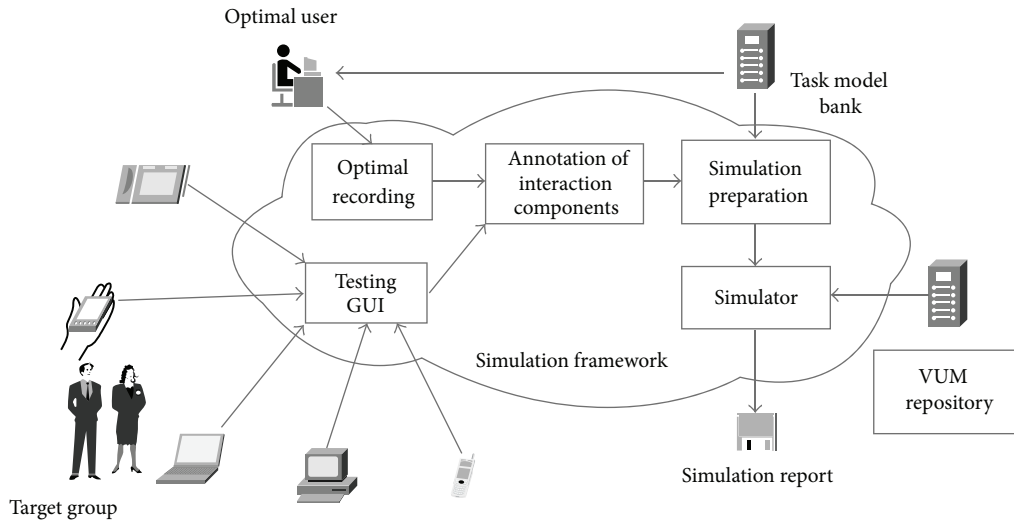 Optimal user
Task model
bank
Optimal
recording
Annotation of
interaction
components
Simulation
preparation
Testing
GUI
Simulator
Simulation framework
VUM
repository
Simulation report
Target group